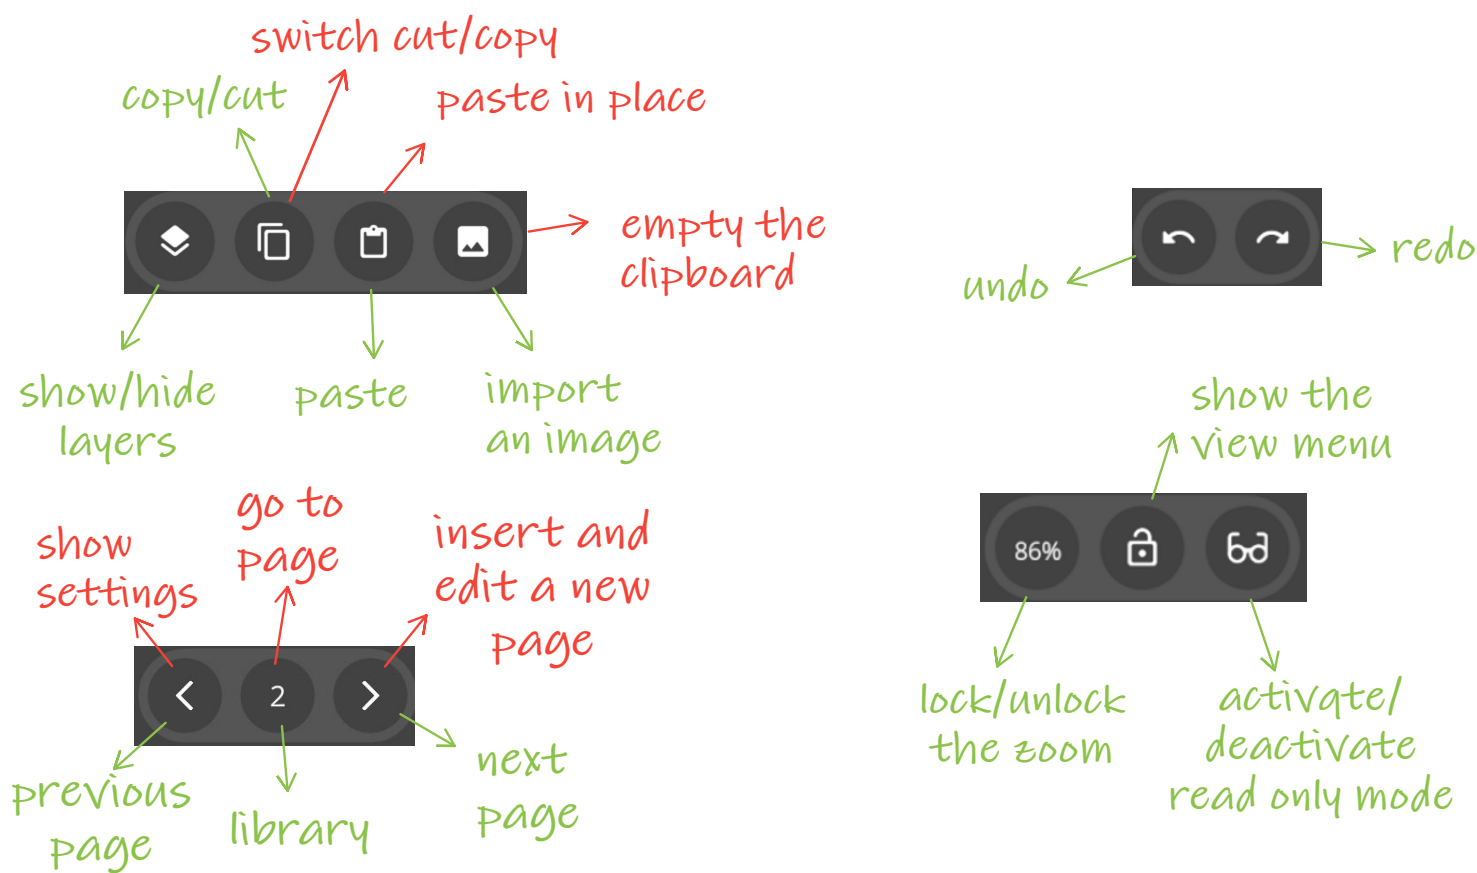 switch cut/copy
copy/cut
paste in place
empty the
clipboard
show/hide
layers
paste
import
an image
undo
redo
show the
view menu
86%
lock/unlock
the zoom
activate/
deactivate
read only mode
show
settings
go to
page
insert and
edit a new
page
2
previous
page
library
next
page